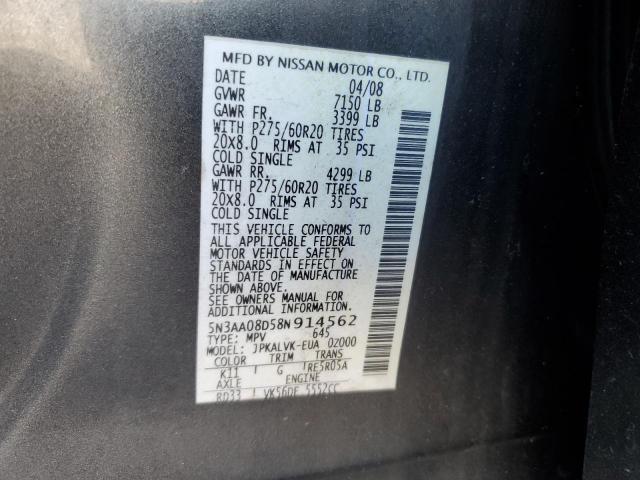 MFD BY NISSAN MOTOR CO., LTD.
DATE 04/08
GVWR 7150 LB
GAWR FR. 3399 LB
WITH P275/60R20 TIRES
20X8.0 RIMS AT 35 PSI
COLD SINGLE
GAWR RR. 4299 LB
WITH P275/60R20 TIRES
20X8.0 RIMS AT 35 PSI
COLD SINGLE
THIS VEHICLE CONFORMS TO
ALL APPLICABLE FEDERAL
MOTOR VEHICLE SAFETY
STANDARDS IN EFFECT ON
THE DATE OF MANUFACTURE
SHOWN ABOVE.
SEE OWNERS MANUAL FOR
ADDITIONAL INFORMATION
5N3AA08D58N914562
TYPE: MPV 645
MODEL: JPKALVK-EUA 02000
COLOR TRIM TRANS
K11 G RE5R05A
AXLE ENGINE
RD33 VK56DE 5552CC